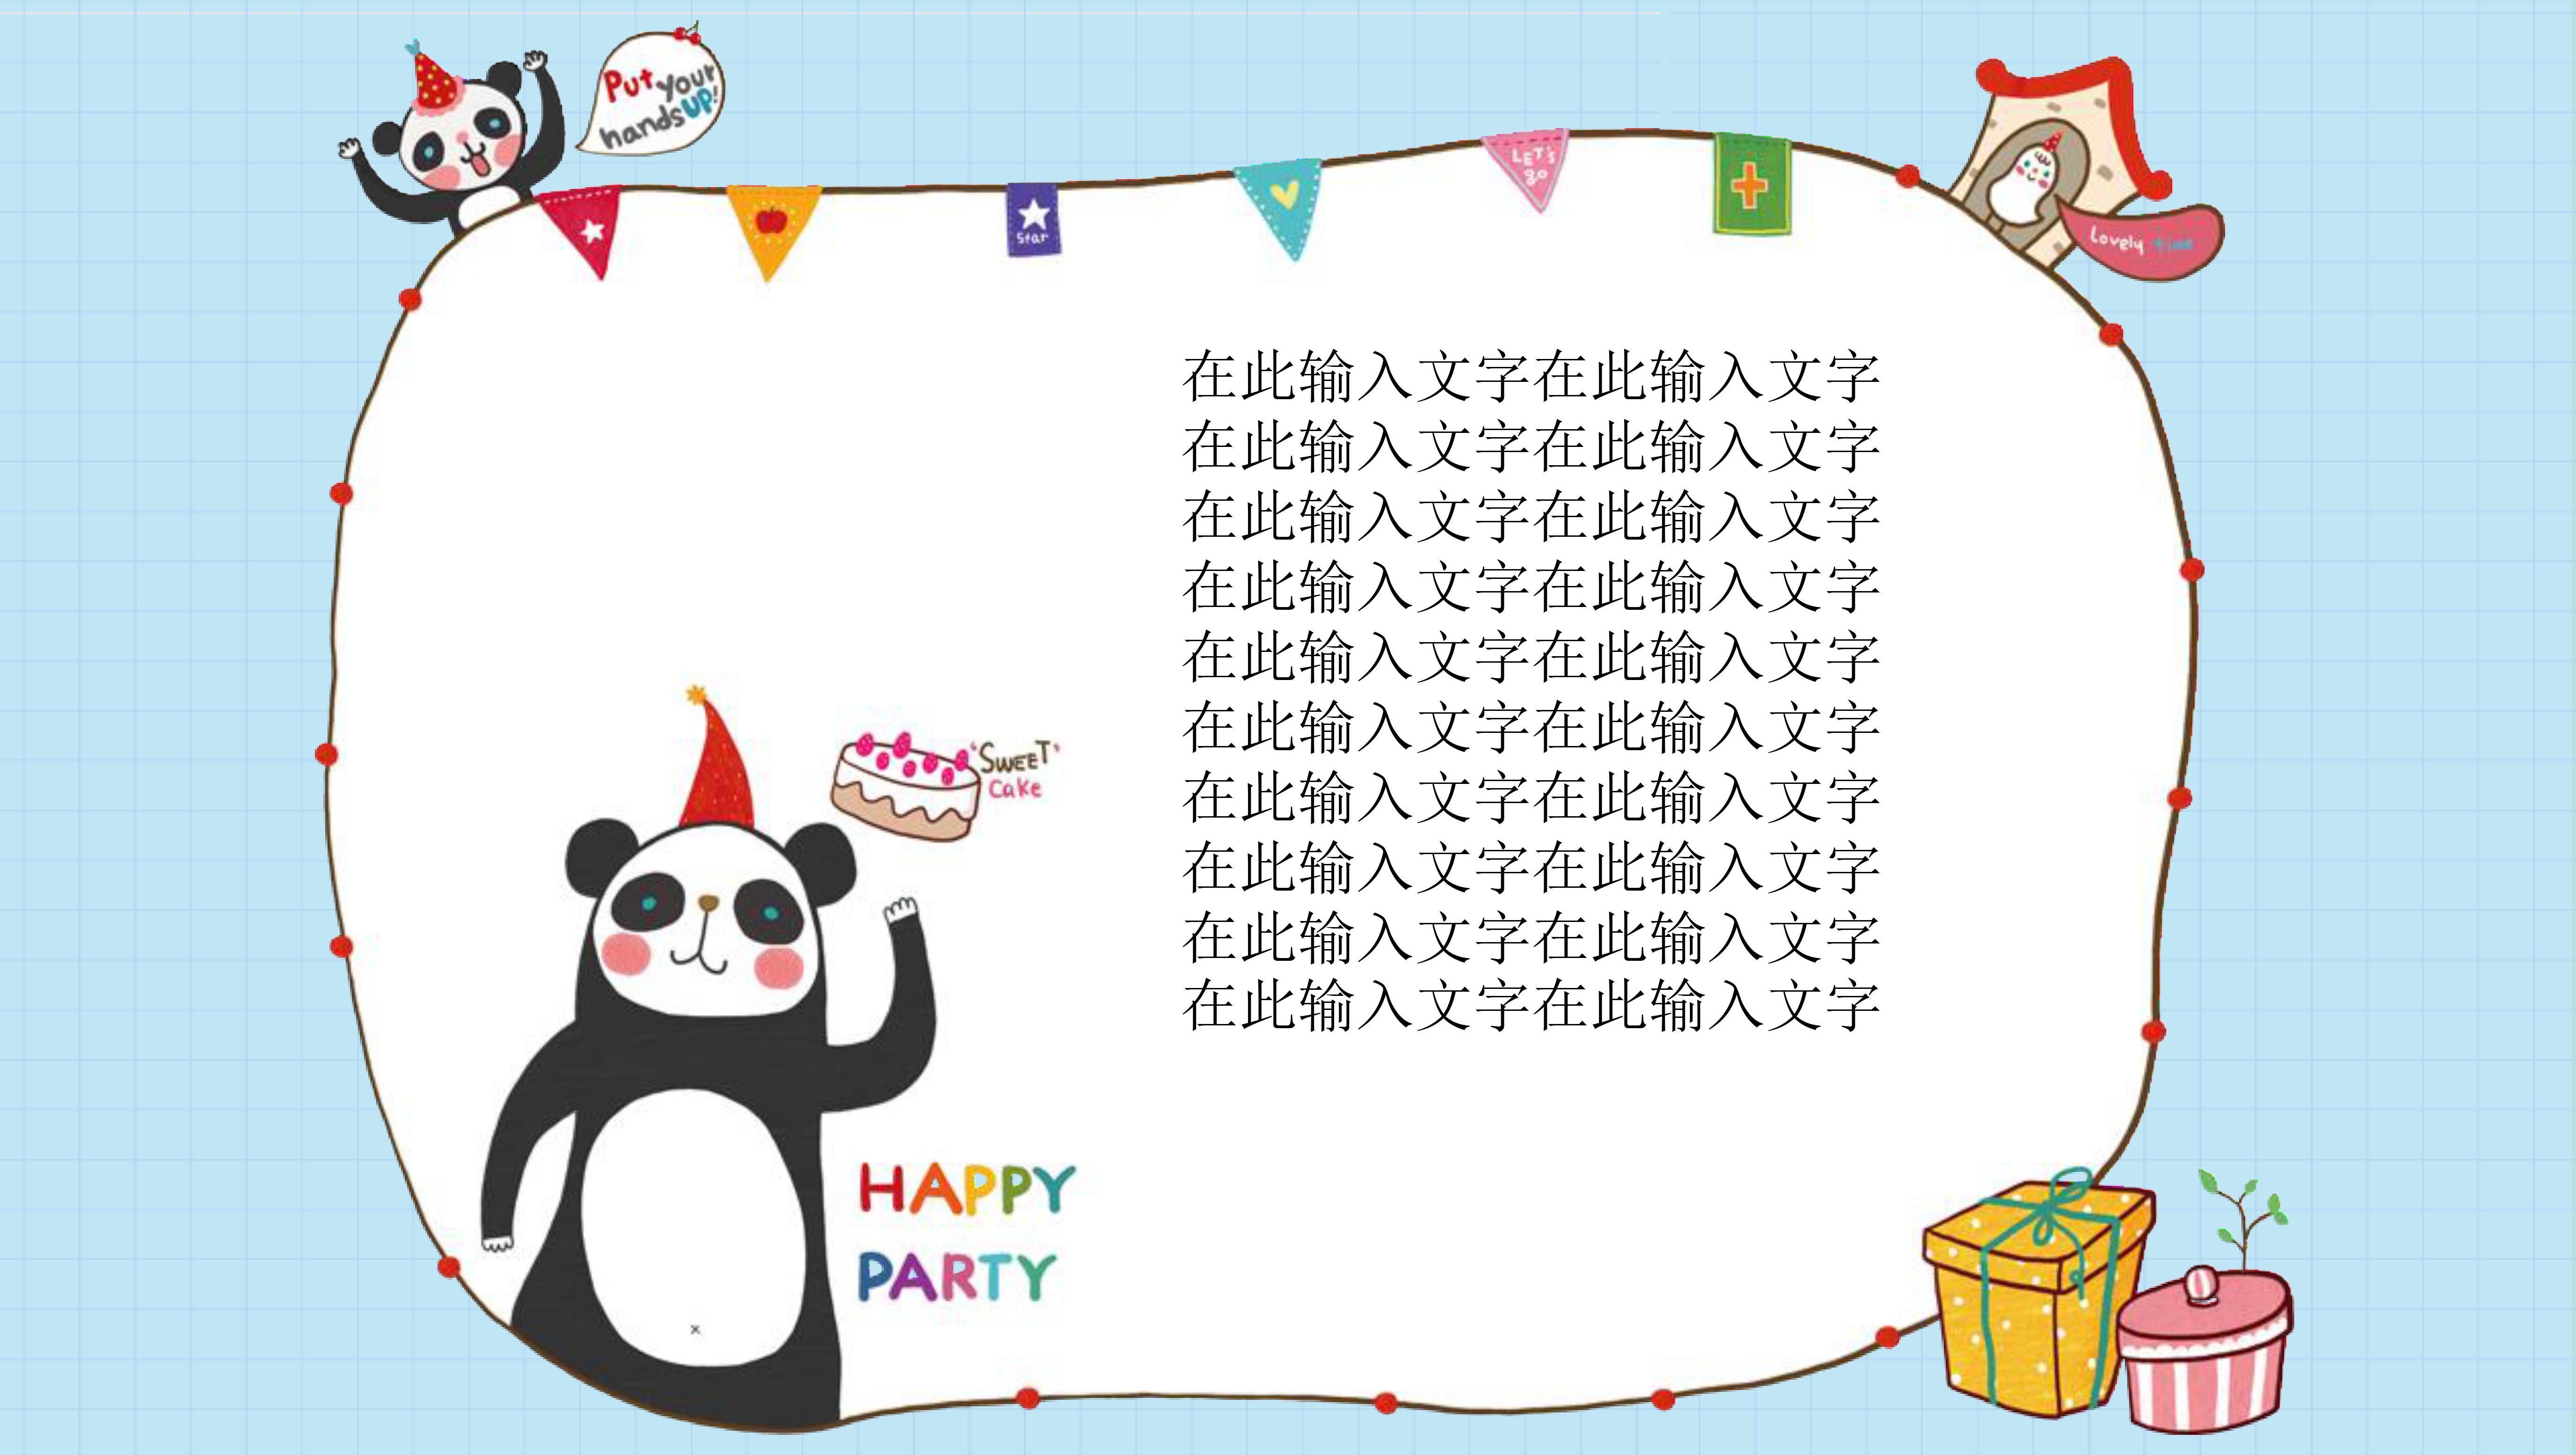 Put your
hands UP!
LET'S
go
Star
Lovely time
在此输入文字在此输入文字
在此输入文字在此输入文字
在此输入文字在此输入文字
在此输入文字在此输入文字
在此输入文字在此输入文字
在此输入文字在此输入文字
在此输入文字在此输入文字
在此输入文字在此输入文字
在此输入文字在此输入文字
在此输入文字在此输入文字
'SWEET'
Cake
HAPPY
PARTY